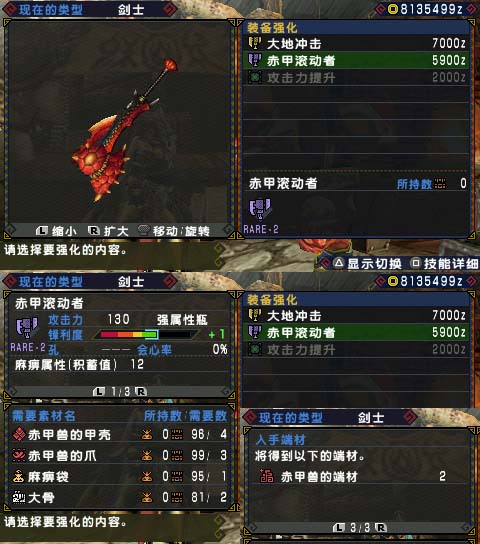 现在的类型 剑士
8135499z
装备强化
大地冲击 7000z
赤甲滚动者 5900z
攻击力提升 2000z
赤甲滚动者 所持数 0
RARE-2
L 缩小 R 扩大 移动/旋转
请选择要强化的内容。
△显示切换 □技能详细
现在的类型 剑士
8135499z
赤甲滚动者
攻击力 130 强属性瓶
锋利度 +1
RARE-2 孔 --- 会心率 0%
麻痹属性(积蓄值) 12
L 1/3 R
装备强化
大地冲击 7000z
赤甲滚动者 5900z
攻击力提升 2000z
需要素材名 所持数/需要数
赤甲兽的甲壳 0 96/ 4
赤甲兽的爪 0 99/ 3
麻痹袋 0 95/ 1
大骨 0 81/ 2
请选择要强化的内容。
现在的类型 剑士
入手端材
将得到以下的端材。
赤甲兽的端材 2
L 3/3 R